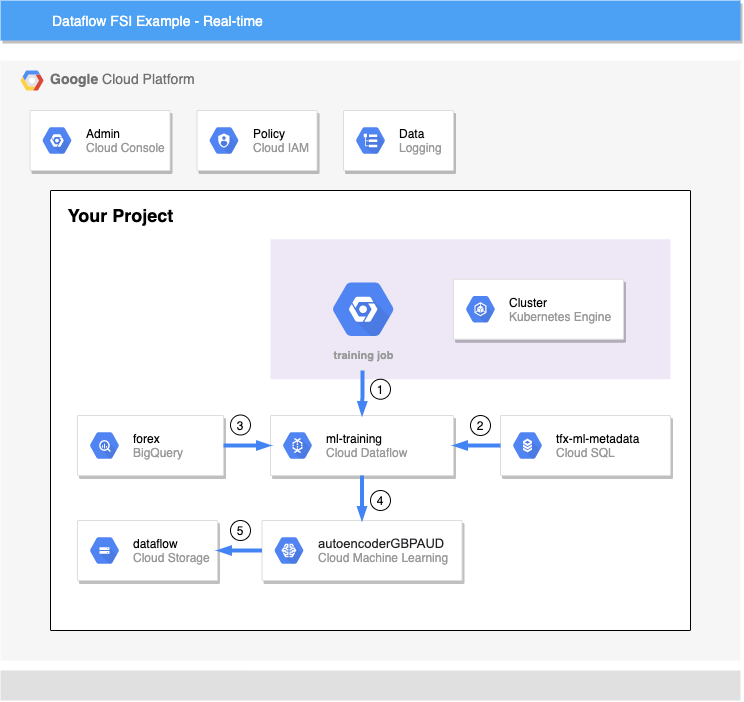 Dataflow FSI Example - Real-time
Google Cloud Platform
Admin
Cloud Console
Policy
Cloud IAM
Data
Logging
Your Project
training job
Cluster
Kubernetes Engine
1
forex
BigQuery
3
ml-training
Cloud Dataflow
2
tfx-ml-metadata
Cloud SQL
4
dataflow
Cloud Storage
5
autoencoderGBPAUD
Cloud Machine Learning